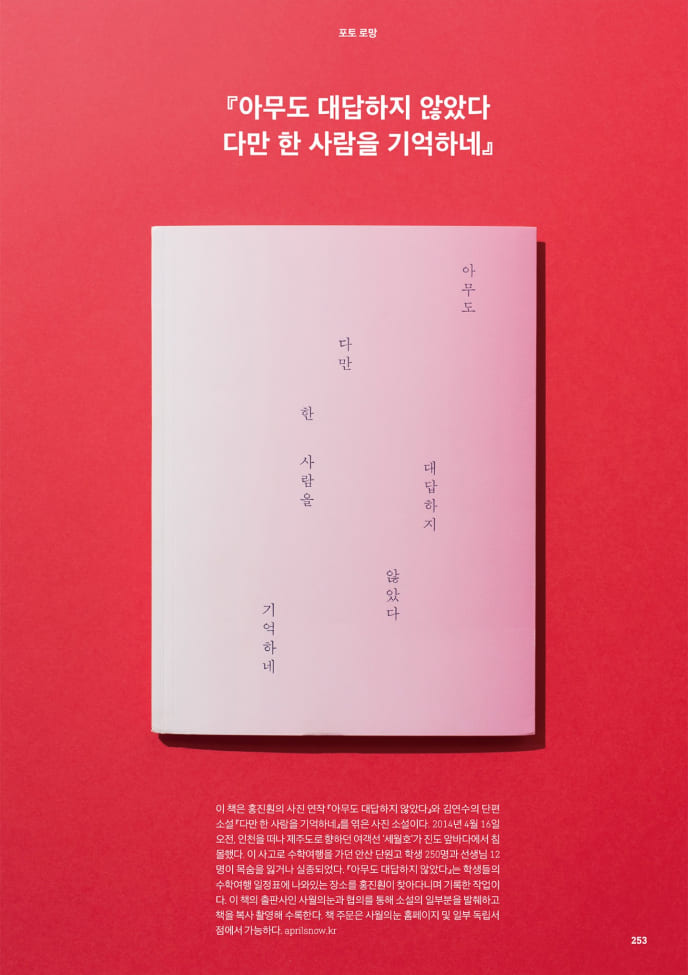 포토 로망
『아무도 대답하지 않았다
다만 한 사람을 기억하네』
아무도
대답하지
않았다
다만
한 사람을
기억하네
이 책은 홍진훤의 사진 연작 『아무도 대답하지 않았다』와 김연수의 단편
소설 『다만 한 사람을 기억하네』를 엮은 사진 소설이다. 2014년 4월 16일
오전, 인천을 떠나 제주도로 향하던 여객선 ‘세월호’가 진도 앞바다에서 침
몰했다. 이 사고로 수학여행을 가던 안산 단원고 학생 250명과 선생님 12
명이 목숨을 잃거나 실종되었다. 『아무도 대답하지 않았다』는 학생들의
수학여행 일정표에 나와있는 장소를 홍진훤이 찾아다니며 기록한 작업이
다. 이 책의 출판사인 사월의눈과 협의를 통해 소설의 일부분을 발췌하고
책을 복사 촬영해 수록한다. 책 주문은 사월의눈 홈페이지 및 일부 독립서
점에서 가능하다. aprilsnow.kr
253